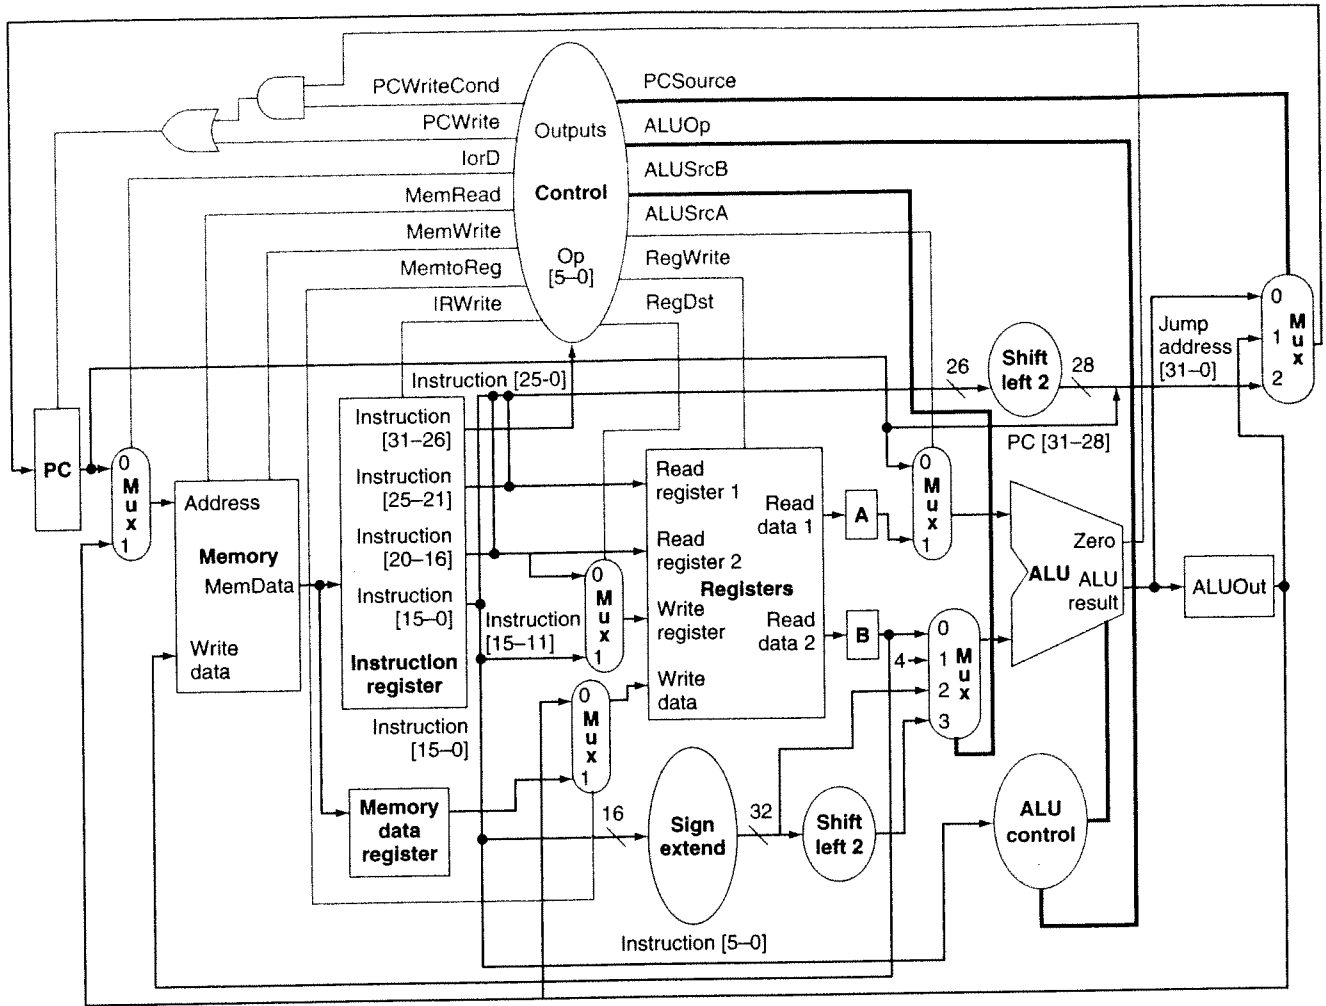 PCWriteCond
PCWrite
IorD
MemRead
MemWrite
MemtoReg
IRWrite
Outputs
Control
Op
[5–0]
PCSource
ALUOp
ALUSrcB
ALUSrcA
RegWrite
RegDst
Instruction [25-0]
26
Shift
left 2
28
Jump
address
[31–0]
0
1
2
M
u
x
PC [31–28]
PC
0
M
u
x
1
Address
Memory
MemData
Write
data
Instruction
[31–26]
Instruction
[25–21]
Instruction
[20–16]
Instruction
[15–0]
Instruction
register
Instruction
[15–0]
Instruction
[15–11]
0
M
u
x
1
0
M
u
x
1
Memory
data
register
Read
register 1
Read
register 2
Registers
Write
register
Write
data
Read
data 1
Read
data 2
A
B
0
M
u
x
1
4
0
1
2
3
M
u
x
Zero
ALU
ALU
result
ALUOut
16
Sign
extend
32
Shift
left 2
ALU
control
Instruction [5–0]